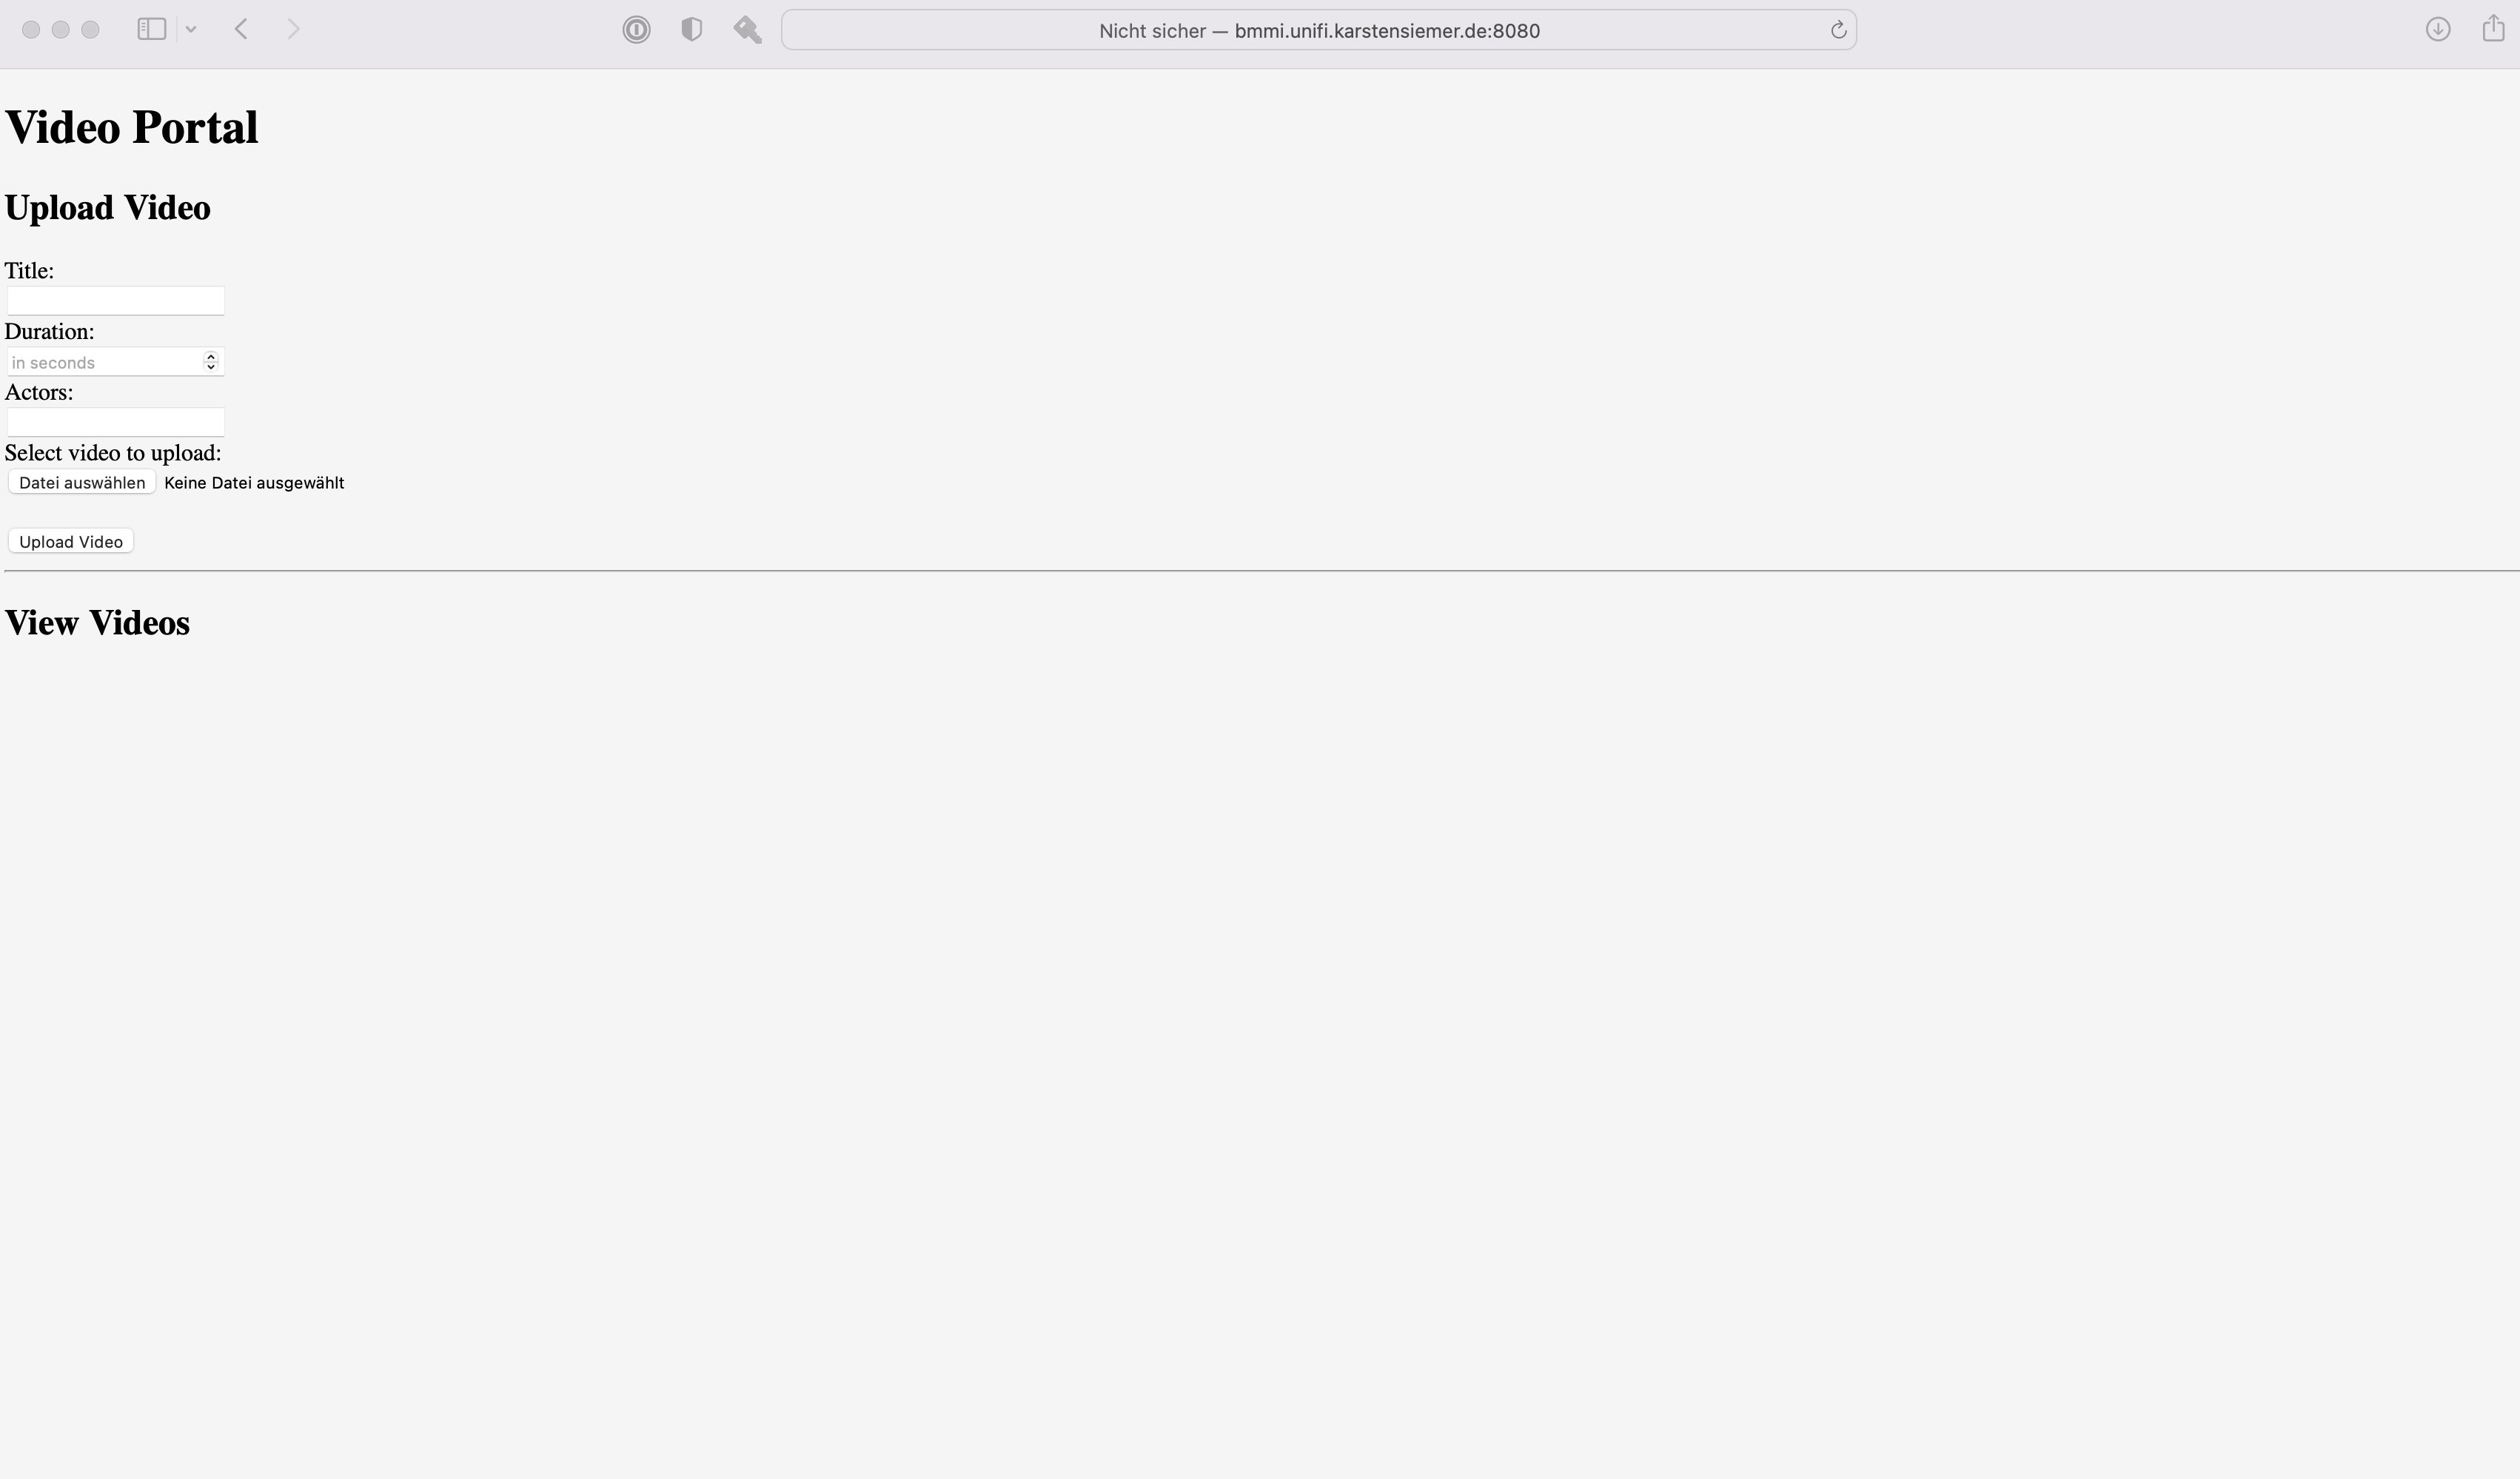 Nicht sicher — bmmi.unifi.karstensiemer.de:8080
Video Portal
Upload Video
Title:
Duration:
in seconds
Actors:
Select video to upload:
Datei auswählen Keine Datei ausgewählt
Upload Video
View Videos